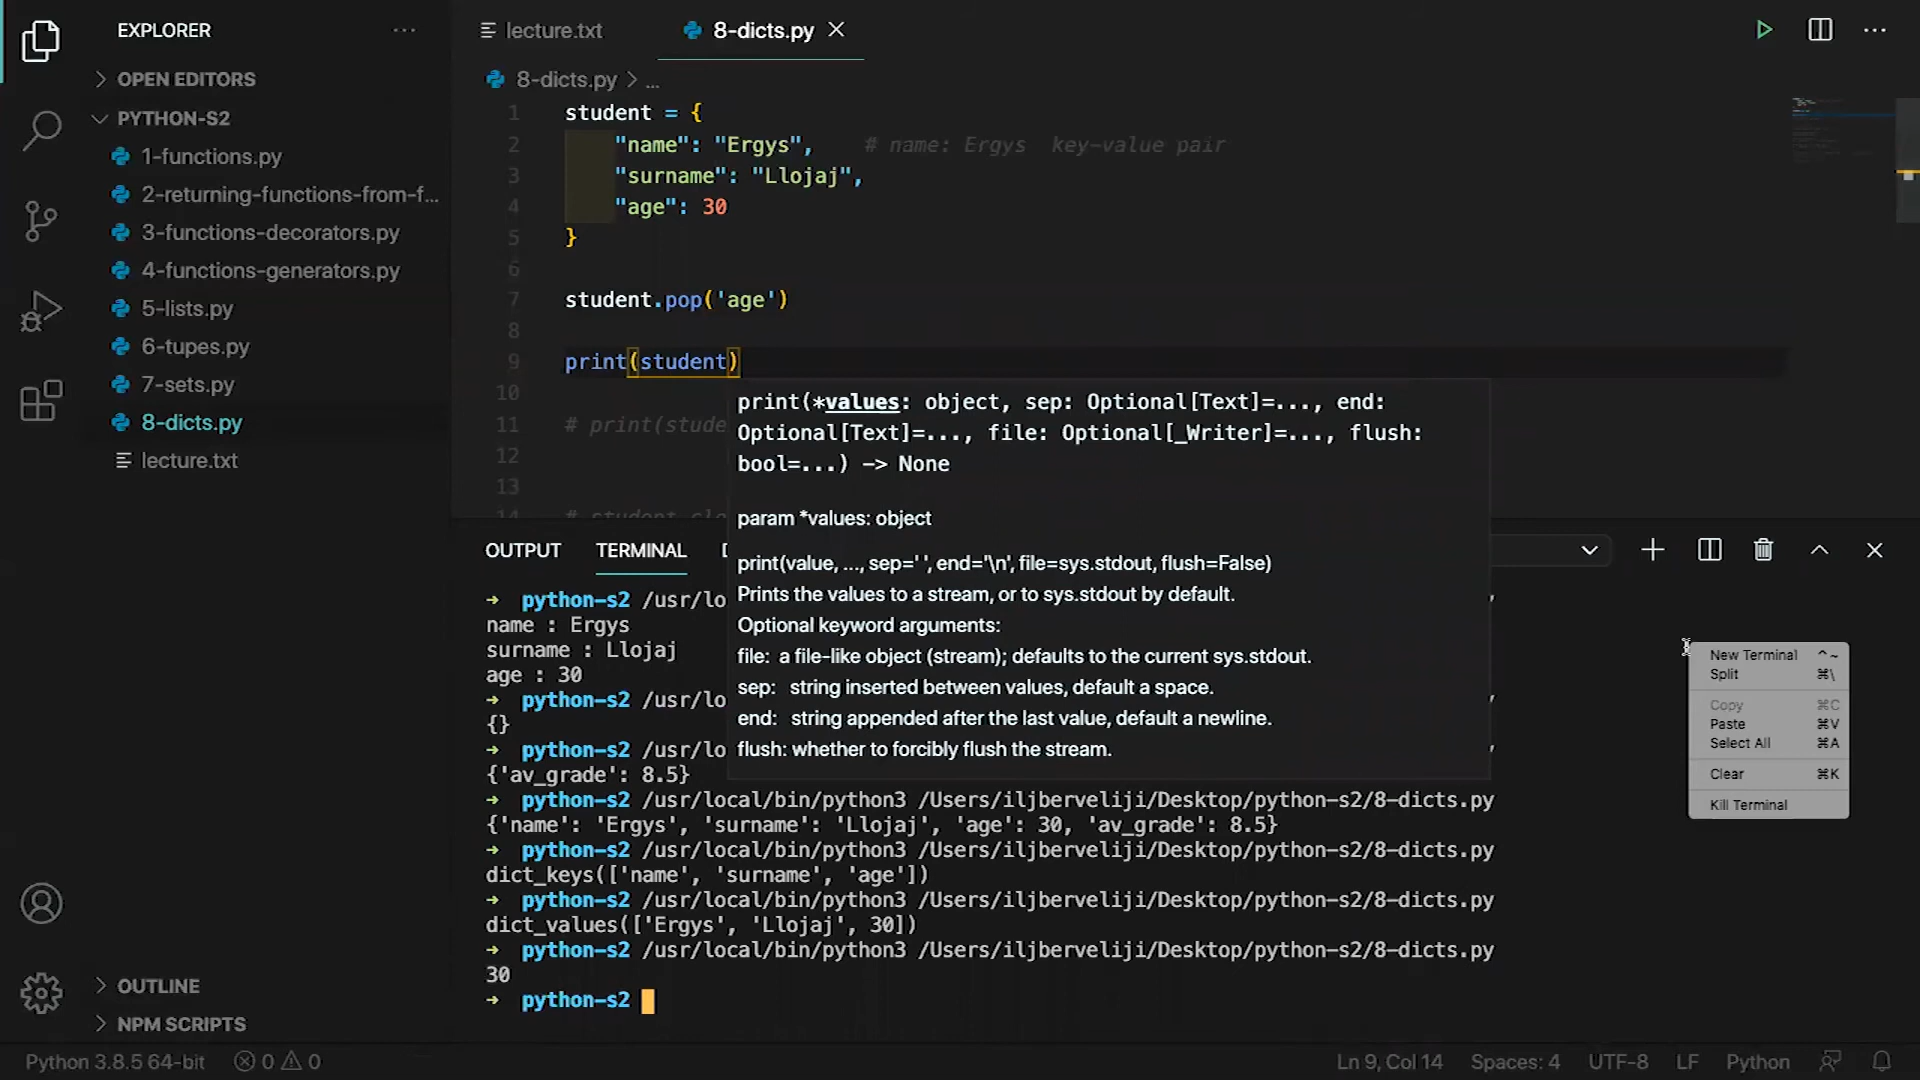 EXPLORER
OPEN EDITORS
PYTHON-S2
1-functions.py
2-returning-functions-from-f...
3-functions-decorators.py
4-functions-generators.py
5-lists.py
6-tupes.py
7-sets.py
8-dicts.py
lecture.txt
OUTLINE
NPM SCRIPTS
lecture.txt
8-dicts.py
8-dicts.py > ...
1 student = {
2 "name": "Ergys", # name: Ergys key-value pair
3 "surname": "Llojaj",
4 "age": 30
5 }
6
7 student.pop('age')
8
9 print(student)
10
11 # print(stude
12
13
14
print(*values: object, sep: Optional[Text]=..., end:
Optional[Text]=..., file: Optional[_Writer]=..., flush:
bool=...) -> None
param *values: object
print(value, ..., sep=' ', end='\n', file=sys.stdout, flush=False)
Prints the values to a stream, or to sys.stdout by default.
Optional keyword arguments:
file: a file-like object (stream); defaults to the current sys.stdout.
sep: string inserted between values, default a space.
end: string appended after the last value, default a newline.
flush: whether to forcibly flush the stream.
OUTPUT TERMINAL
→ python-s2 /usr/lo
name : Ergys
surname : Llojaj
age : 30
→ python-s2 /usr/lo
{}
→ python-s2 /usr/lo
{'av_grade': 8.5}
→ python-s2 /usr/local/bin/python3 /Users/iljberveliji/Desktop/python-s2/8-dicts.py
{'name': 'Ergys', 'surname': 'Llojaj', 'age': 30, 'av_grade': 8.5}
→ python-s2 /usr/local/bin/python3 /Users/iljberveliji/Desktop/python-s2/8-dicts.py
dict_keys(['name', 'surname', 'age'])
→ python-s2 /usr/local/bin/python3 /Users/iljberveliji/Desktop/python-s2/8-dicts.py
dict_values(['Ergys', 'Llojaj', 30])
→ python-s2 /usr/local/bin/python3 /Users/iljberveliji/Desktop/python-s2/8-dicts.py
30
→ python-s2
New Terminal ^~
Split ⌘\
Copy ⌘C
Paste ⌘V
Select All ⌘A
Clear ⌘K
Kill Terminal
Python 3.8.5 64-bit 0 0
Ln 9, Col 14 Spaces: 4 UTF-8 LF Python